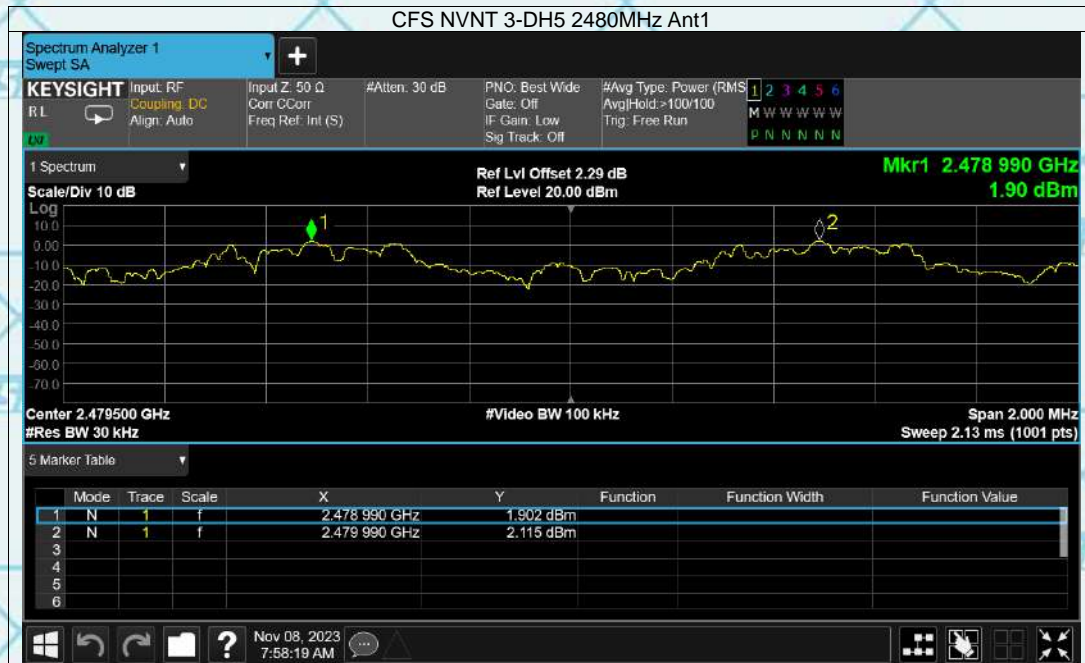 CFS NVNT 3-DH5 2480MHz Ant1
Spectrum Analyzer 1
Swept SA
KEYSIGHT
R L
LXI
Input: RF
Coupling: DC
Align: Auto
Input Z: 50 Ω
Corr CCorr
Freq Ref: Int (S)
#Atten: 30 dB
PNO: Best Wide
Gate: Off
IF Gain: Low
Sig Track: Off
#Avg Type: Power (RMS
Avg|Hold:>100/100
Trig: Free Run
1 2 3 4 5 6
M W W W W W
P N N N N N
1 Spectrum
Scale/Div 10 dB
Ref Lvl Offset 2.29 dB
Ref Level 20.00 dBm
Mkr1 2.478 990 GHz
1.90 dBm
Log
10.0
0.00
-10.0
-20.0
-30.0
-40.0
-50.0
-60.0
-70.0
1
2
Center 2.479500 GHz
#Video BW 100 kHz
Span 2.000 MHz
#Res BW 30 kHz
Sweep 2.13 ms (1001 pts)
5 Marker Table
Mode Trace Scale X Y Function Function Width Function Value
1 N 1 f 2.478 990 GHz 1.902 dBm
2 N 1 f 2.479 990 GHz 2.115 dBm
3
4
5
6
?
Nov 08, 2023
7:58:19 AM